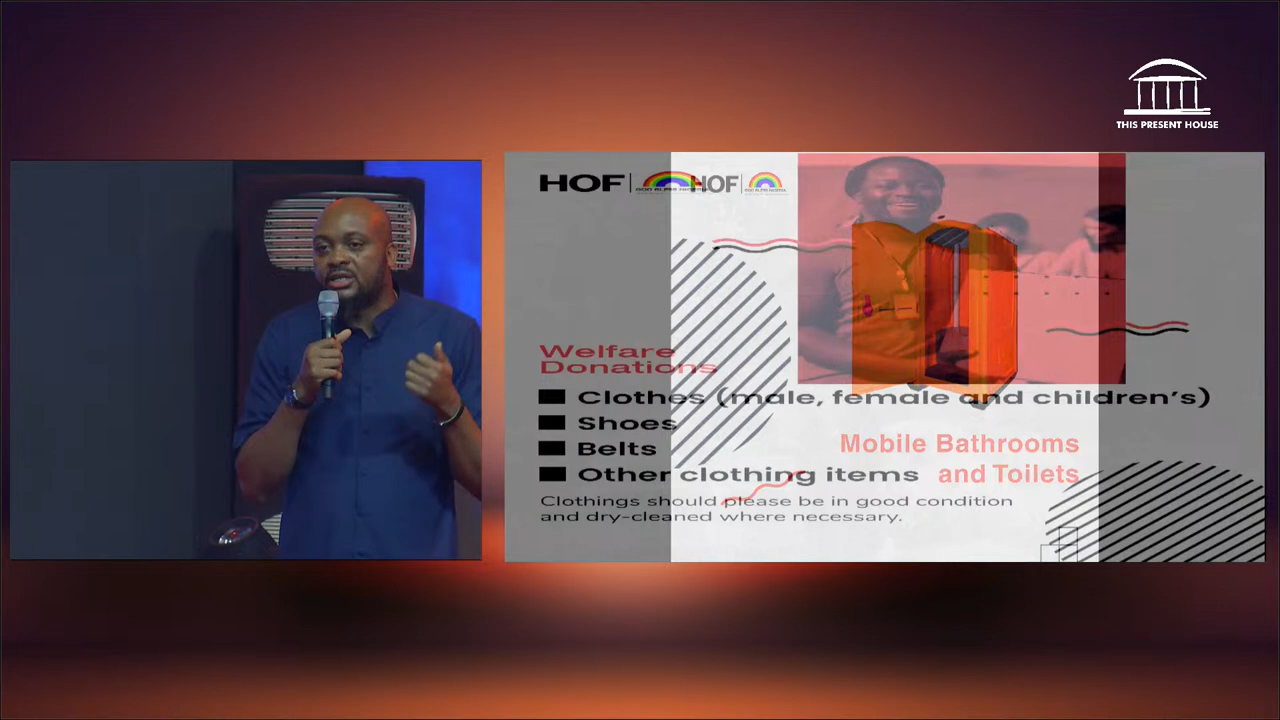 THIS PRESENT HOUSE
HOF
HOF
Welfare
Donations
Clothes (male, female and children's)
Shoes
Belts
Other clothing items
Clothings should please be in good condition
and dry-cleaned where necessary.
Mobile Bathrooms
and Toilets